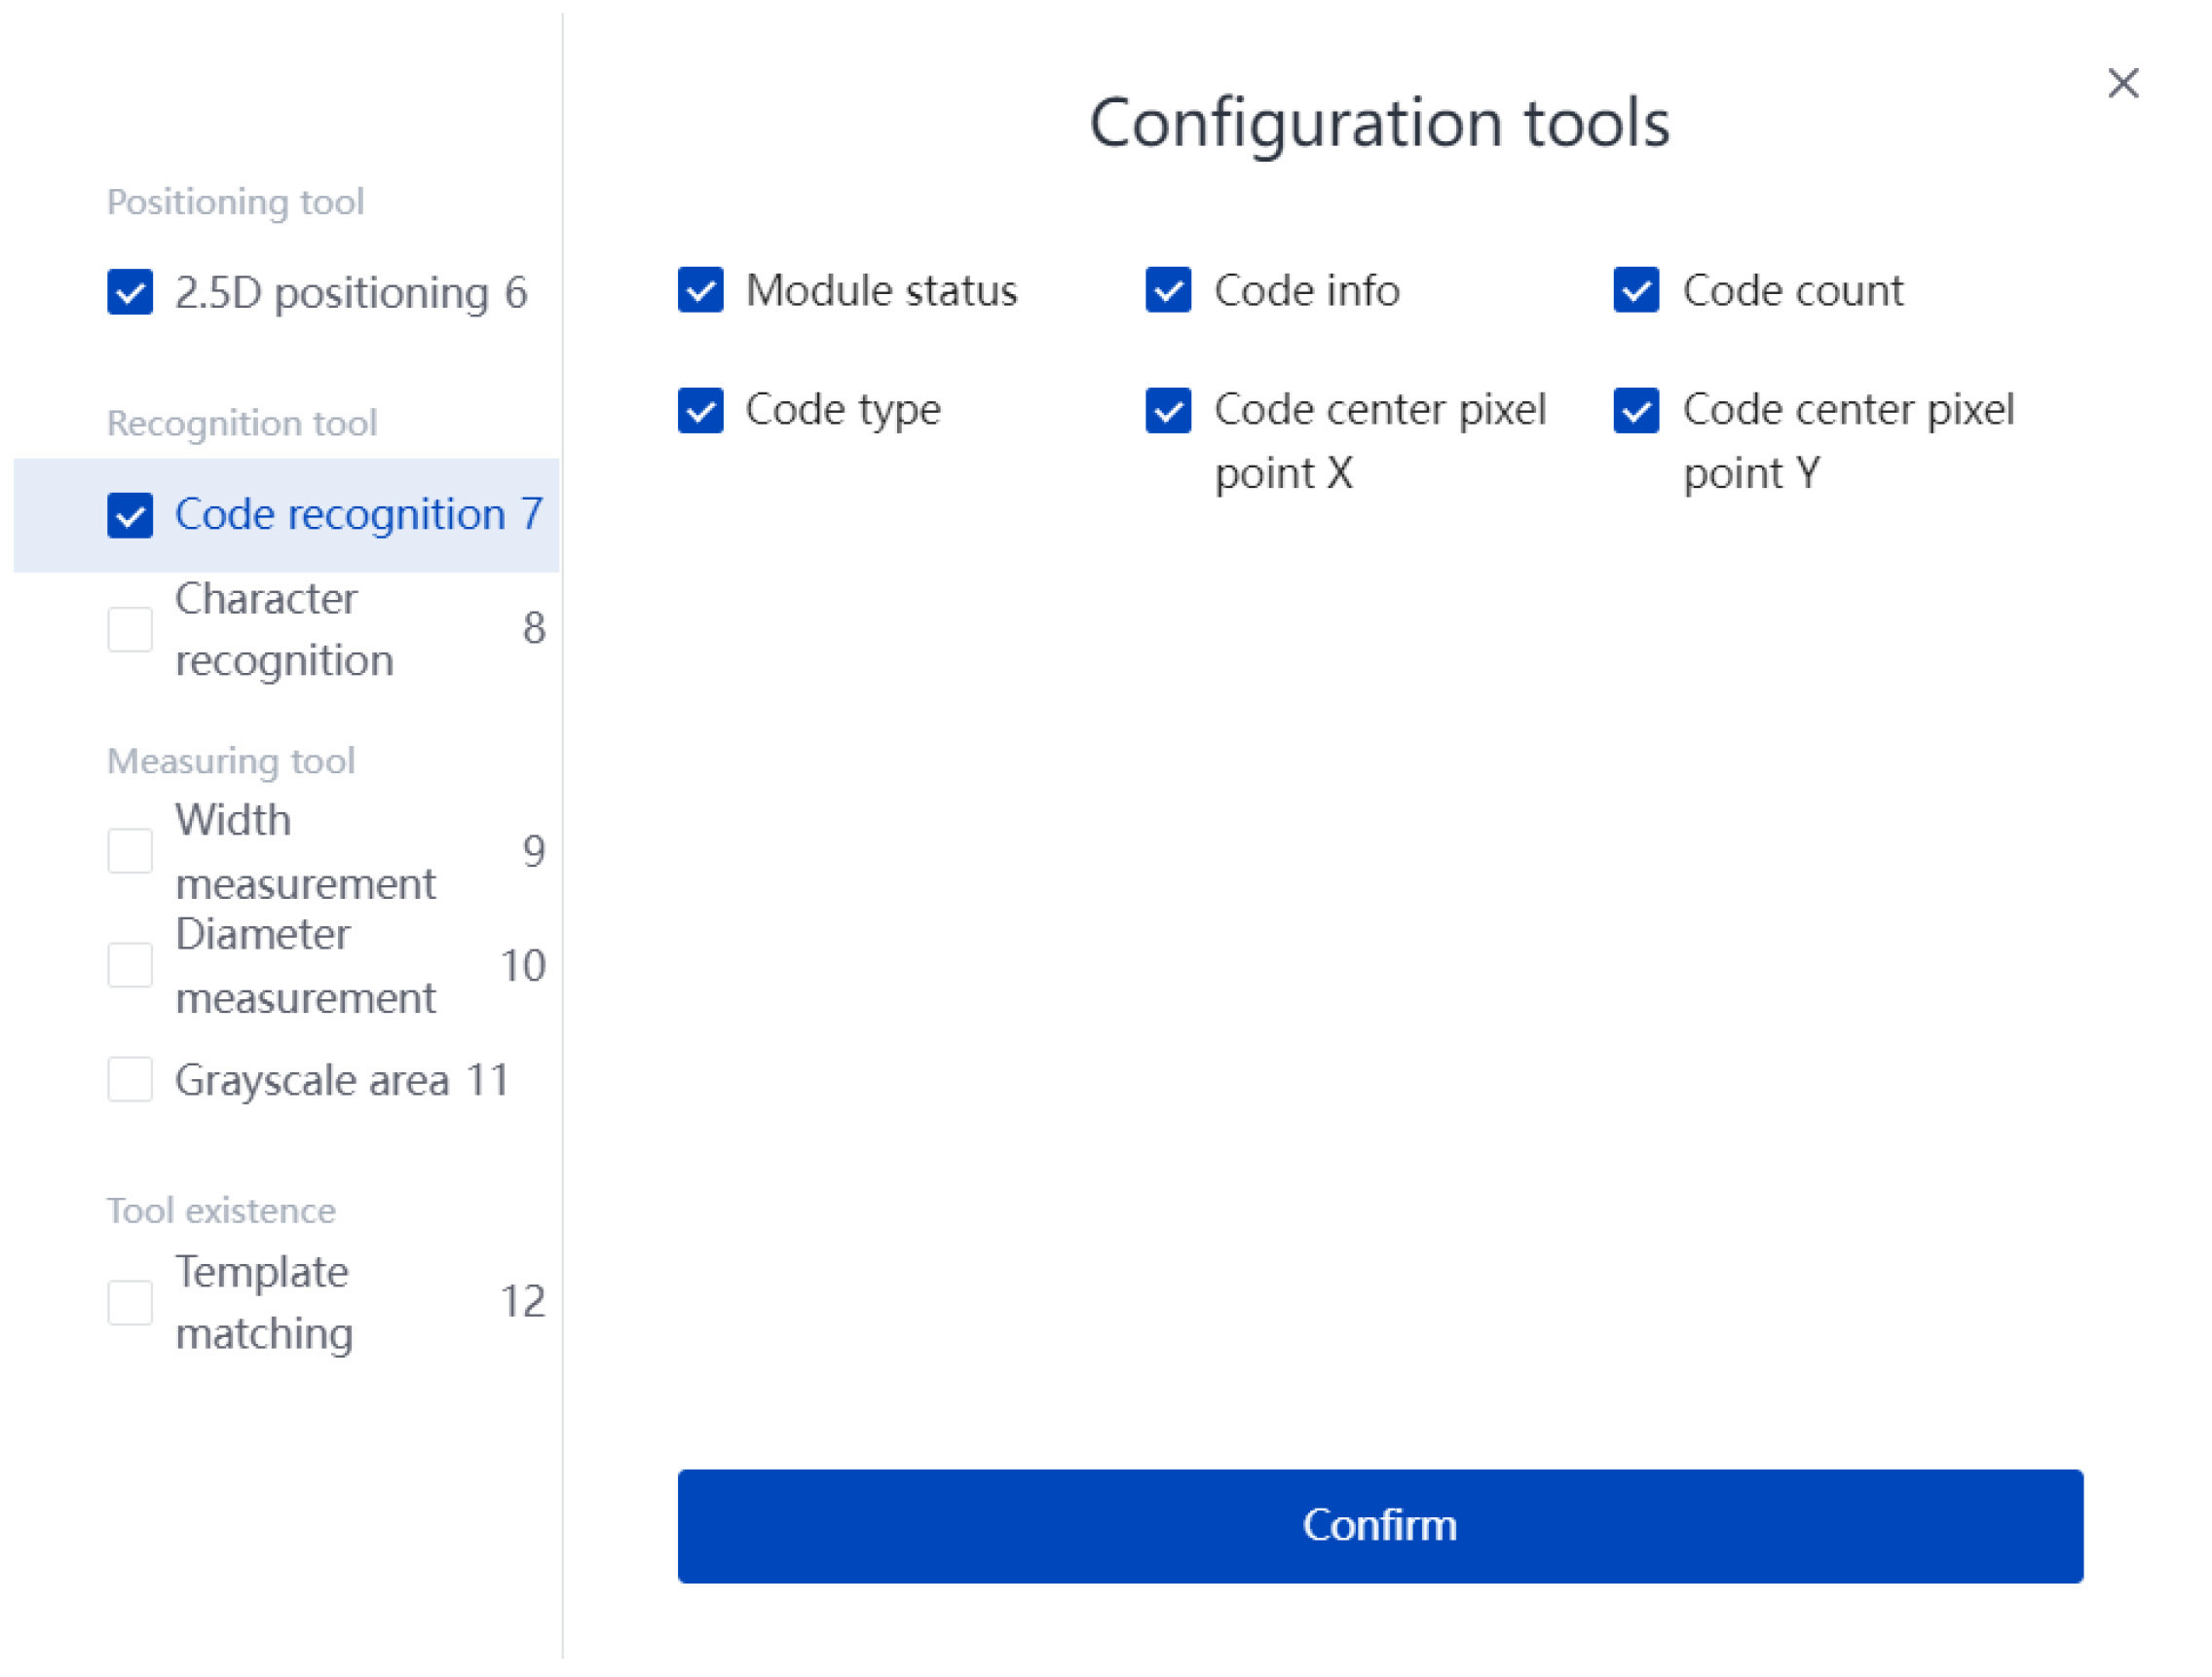 Positioning tool
2.5D positioning 6
Recognition tool
Code recognition 7
Character
recognition
8
Measuring tool
Width
measurement
9
Diameter
measurement
10
Grayscale area 11
Tool existence
Template
matching
12
Configuration tools
Module status
Code info
Code count
Code type
Code center pixel
point X
Code center pixel
point Y
Confirm